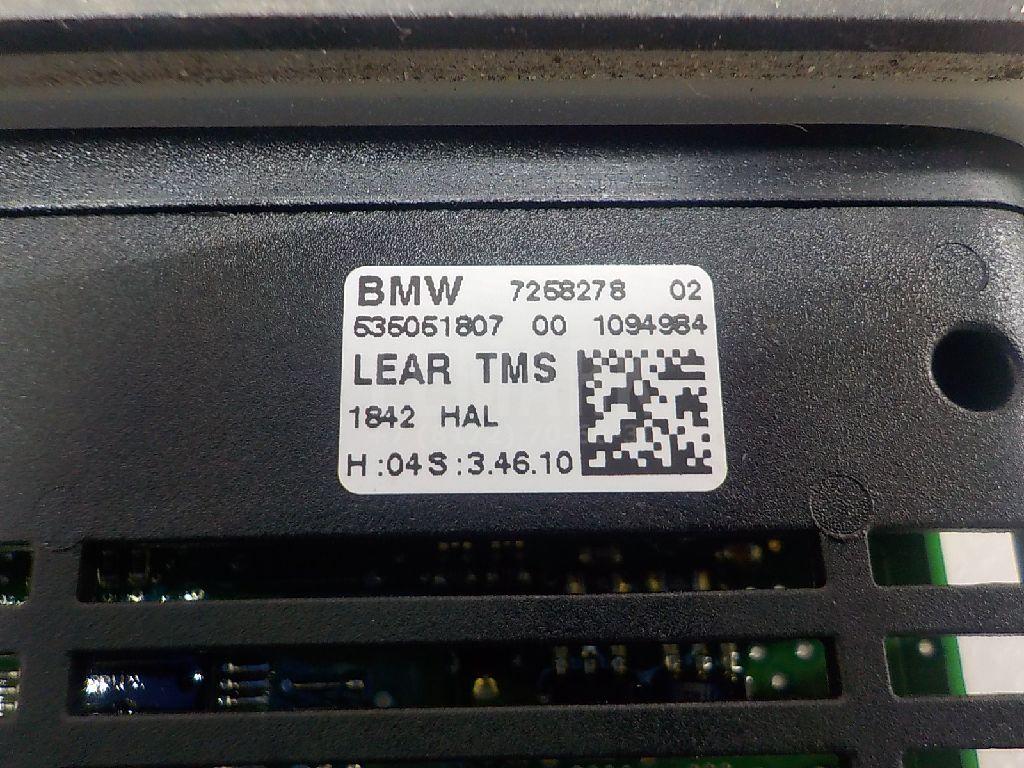 BMW 7258278 02
535051807 00 1094984
LEAR TMS
1842 HAL
H :04 S :3.46.10